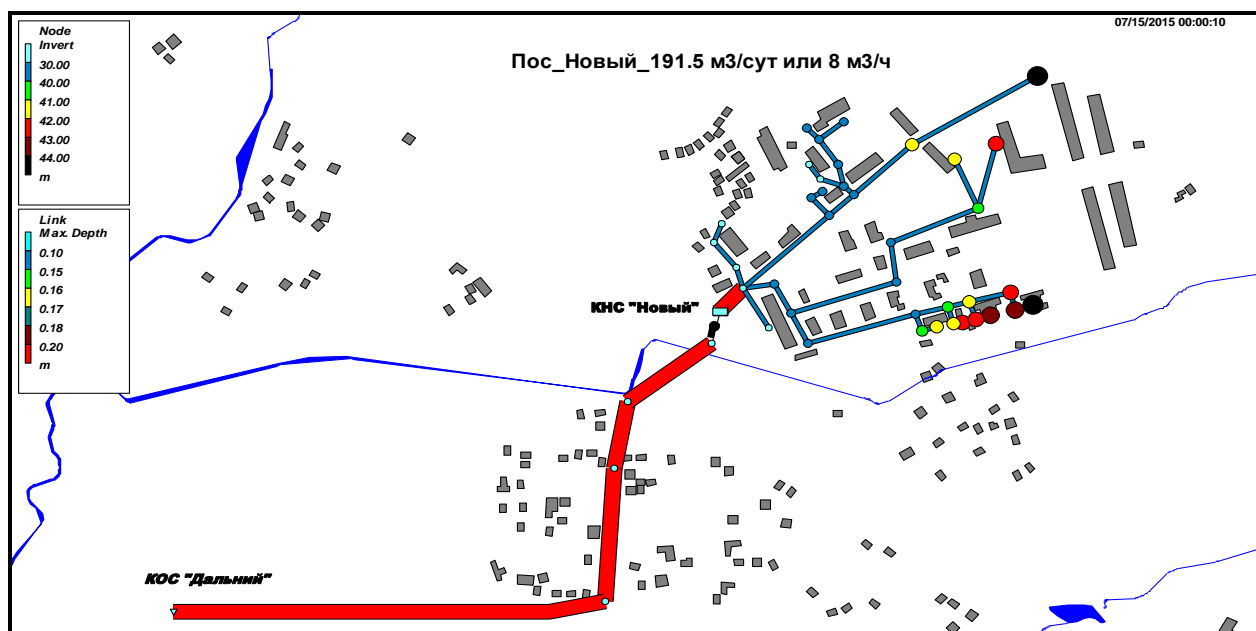 07/15/2015 00:00:10
Node
Invert
30.00
40.00
41.00
42.00
43.00
44.00
m
Пос_Новый_191.5 м3/сут или 8 м3/ч
Link
Max. Depth
0.10
0.15
0.16
0.17
0.18
0.20
m
КНС "Новый"
КОС "Дальний"